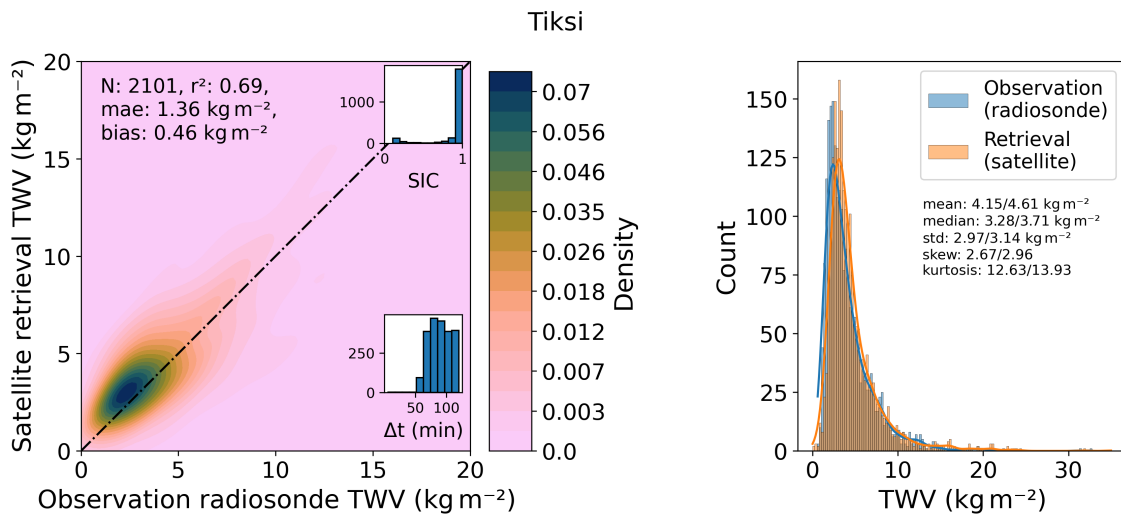 Tiksi
Satellite retrieval TWV (kg m⁻²)
20
15
10
5
0
N: 2101, r²: 0.69,
mae: 1.36 kg m⁻²,
bias: 0.46 kg m⁻²
1000
0
0
1
SIC
250
0
50
100
Δt (min)
0
5
10
15
20
Observation radiosonde TWV (kg m⁻²)
0.07
0.056
0.046
0.035
0.026
0.018
0.012
0.007
0.003
0.0
Density
Count
150
125
100
75
50
25
0
Observation
(radiosonde)
Retrieval
(satellite)
mean: 4.15/4.61 kg m⁻²
median: 3.28/3.71 kg m⁻²
std: 2.97/3.14 kg m⁻²
skew: 2.67/2.96
kurtosis: 12.63/13.93
0
10
20
30
TWV (kg m⁻²)